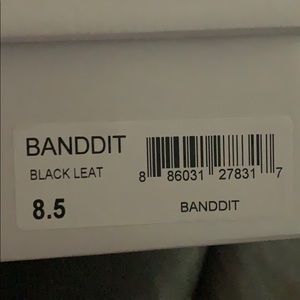 BANDDIT
BLACK LEAT
8.5
8 86031 27831 7
BANDDIT